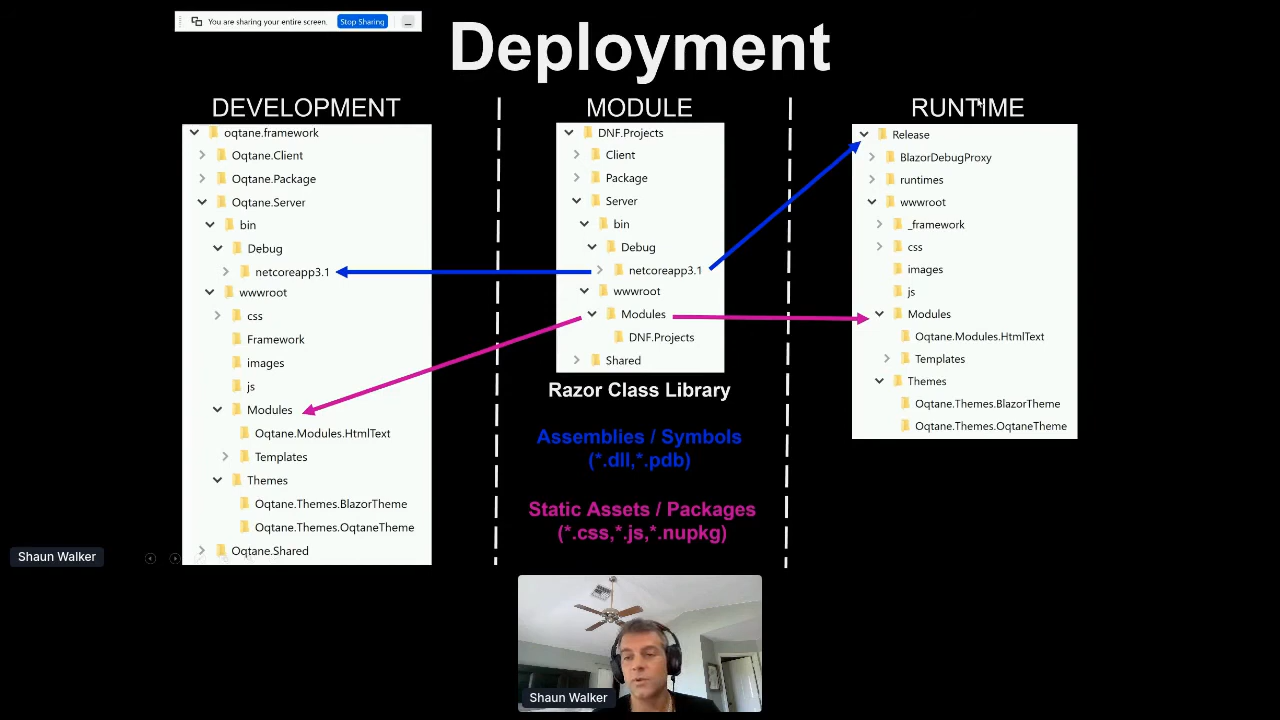 You are sharing your entire screen.
Stop Sharing
Deployment
DEVELOPMENT
oqtane.framework
Oqtane.Client
Oqtane.Package
Oqtane.Server
bin
Debug
netcoreapp3.1
wwwroot
css
Framework
images
js
Modules
Oqtane.Modules.HtmlText
Templates
Themes
Oqtane.Themes.BlazorTheme
Oqtane.Themes.OqtaneTheme
Oqtane.Shared
MODULE
DNF.Projects
Client
Package
Server
bin
Debug
netcoreapp3.1
wwwroot
Modules
DNF.Projects
Shared
Razor Class Library
Assemblies / Symbols
(*.dll,*.pdb)
Static Assets / Packages
(*.css,*.js,*.nupkg)
RUNTIME
Release
BlazorDebugProxy
runtimes
wwwroot
_framework
css
images
js
Modules
Oqtane.Modules.HtmlText
Templates
Themes
Oqtane.Themes.BlazorTheme
Oqtane.Themes.OqtaneTheme
Shaun Walker
Shaun Walker